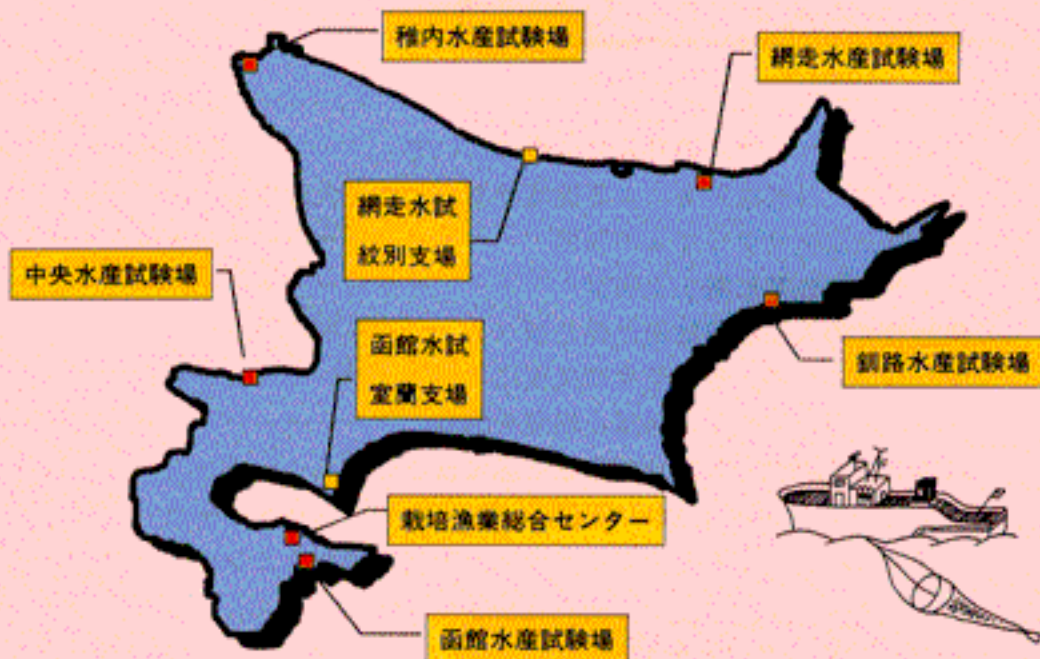 稚内水産試験場
網走水産試験場
網走水試
紋別支場
中央水産試験場
函館水試
室蘭支場
釧路水産試験場
栽培漁業総合センター
函館水産試験場